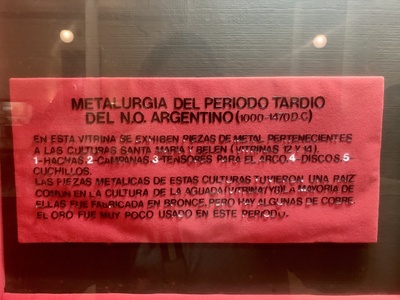 METALURGIA DEL PERIODO TARDIO
DEL N.O. ARGENTINO (1000-1470 D.C)
EN ESTA VITRINA SE EXHIBEN PIEZAS DE METAL PERTENECIENTES
A LAS CULTURAS SANTA MARIA Y BELEN (VITRINAS 12 Y 14).
1-HACHAS 2-CAMPANAS 3-TENSORES PARA EL ARCO 4-DISCOS 5-
CUCHILLOS.
LAS PIEZAS METALICAS DE ESTAS CULTURAS TUVIERON UNA RAIZ
COMUN EN LA CULTURA DE LA AGUADA LA MAYORIA DE
ELLAS FUE FABRICADA EN BRONCE, PERO HAY ALGUNAS DE COBRE.
EL ORO FUE MUY POCO USADO EN ESTE PERIODO.